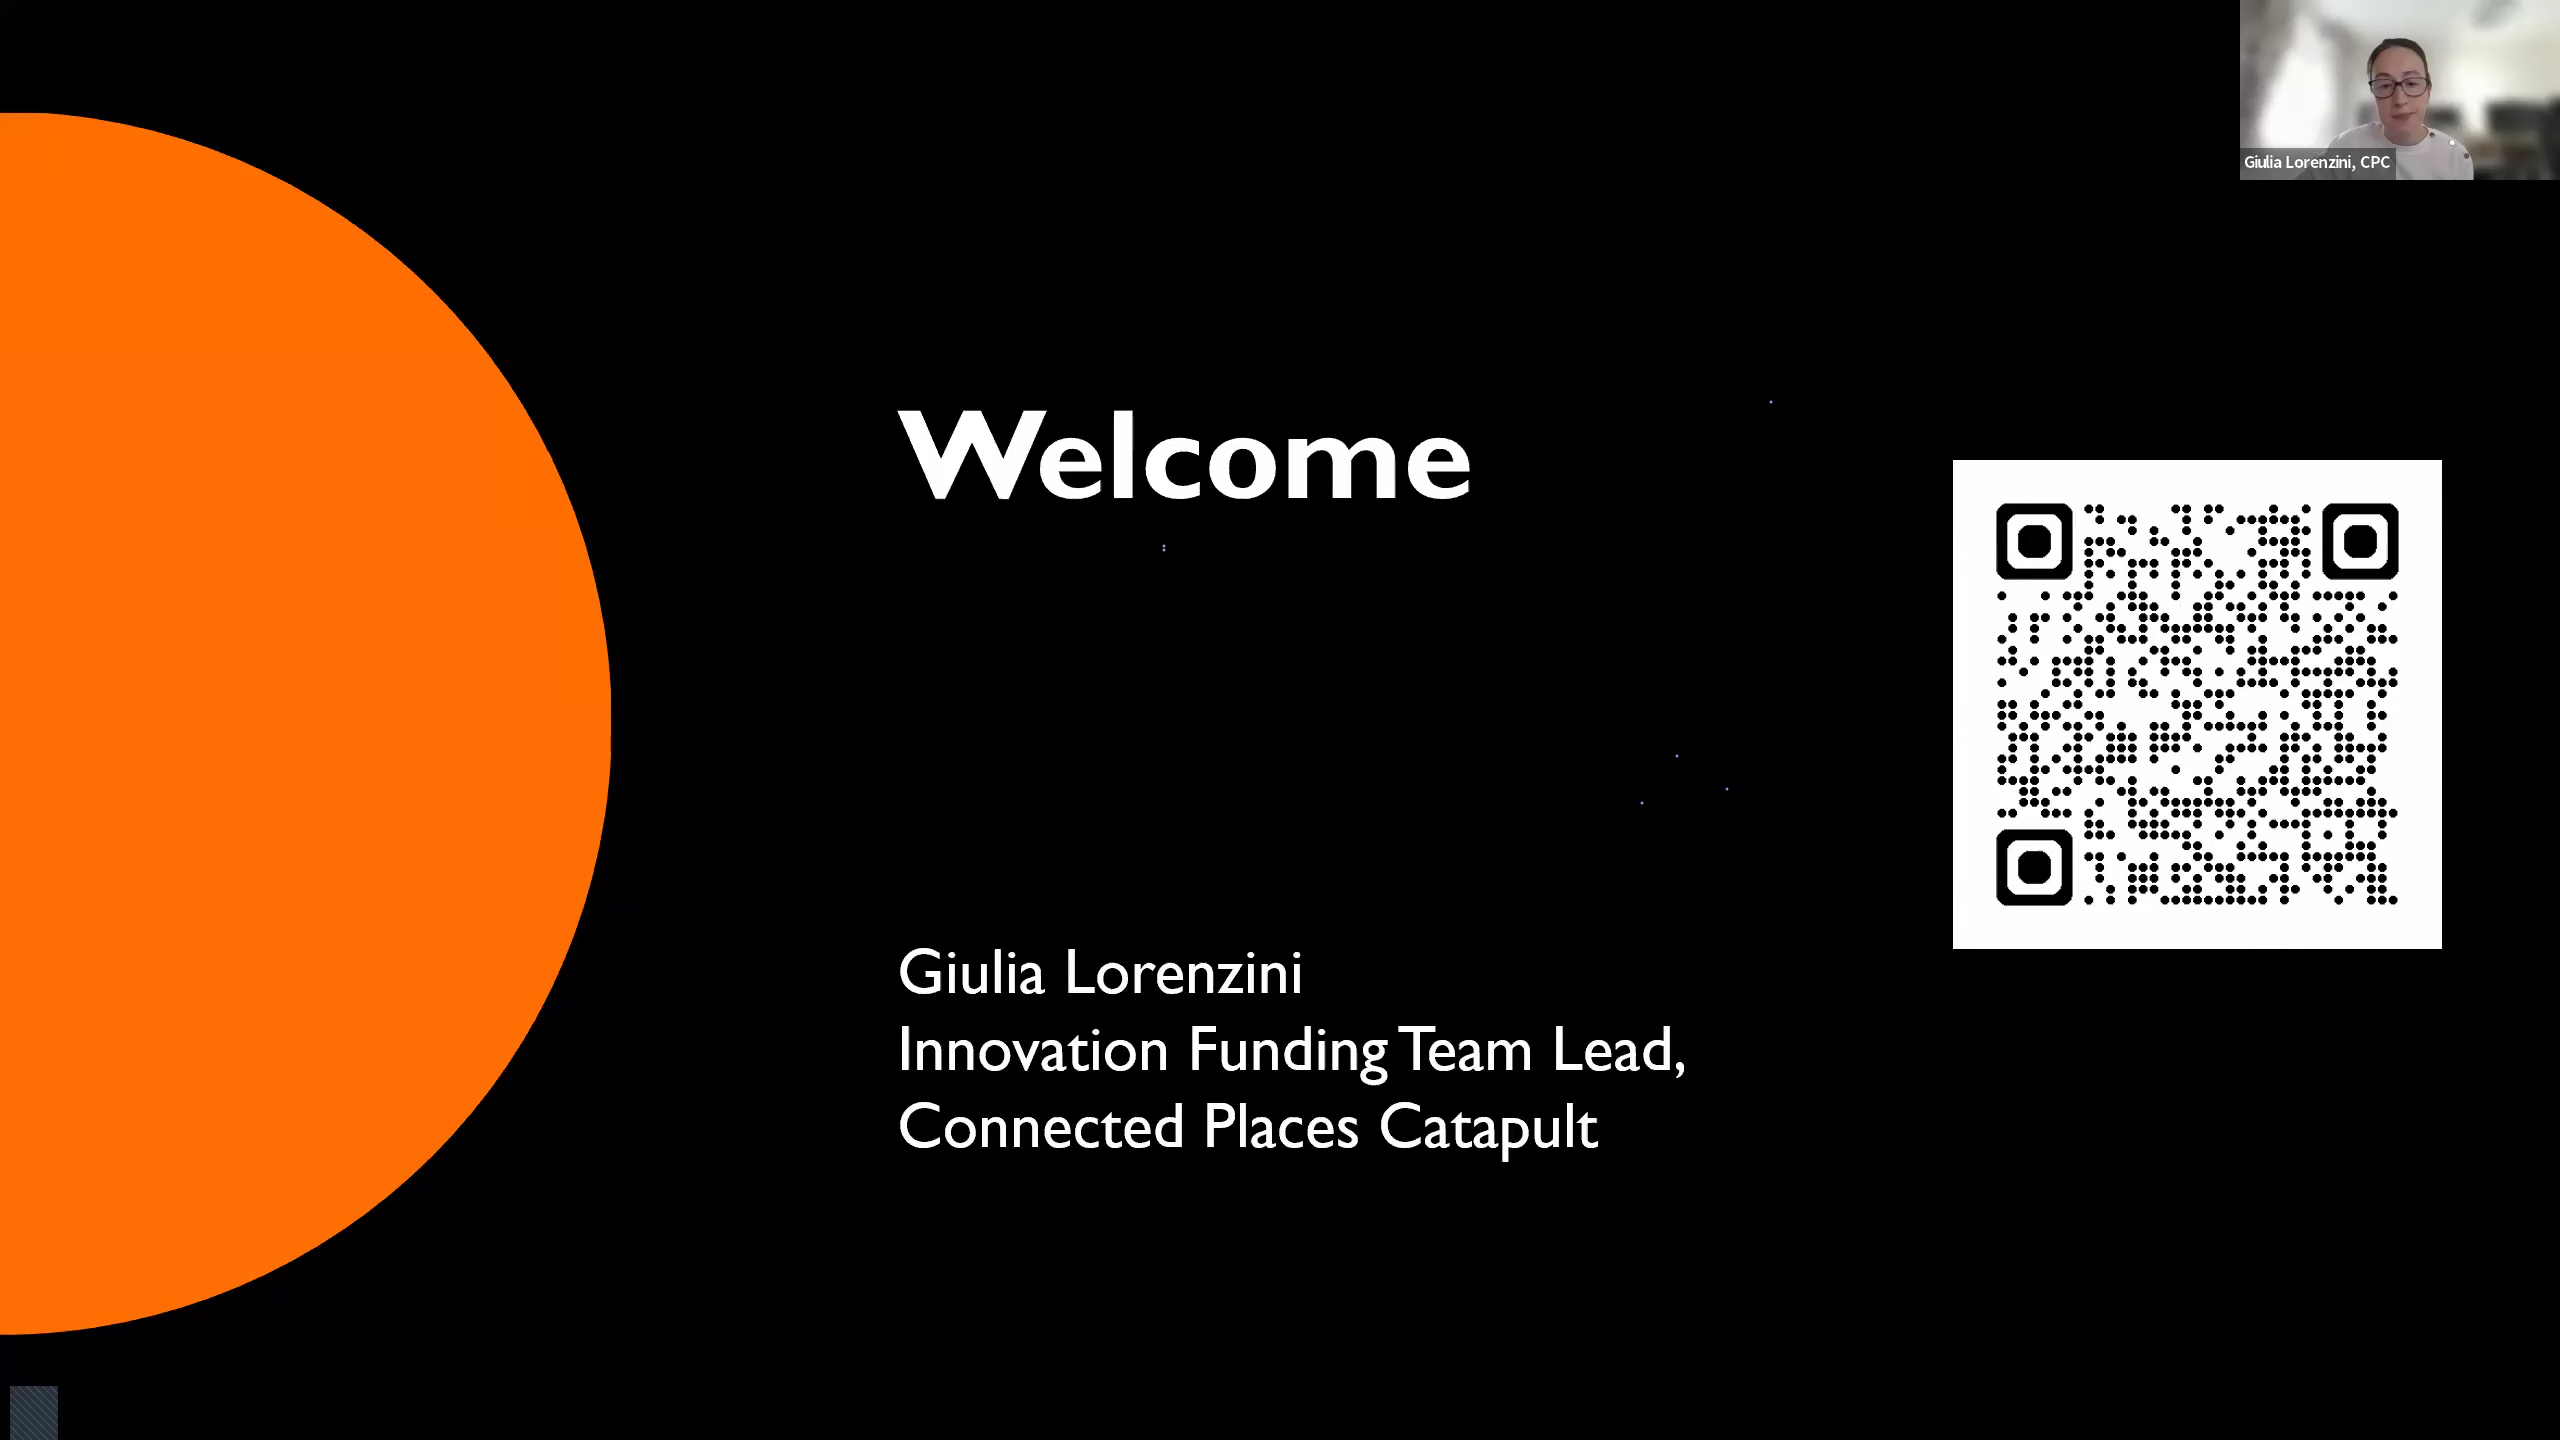 Giulia Lorenzini, CPC
Welcome
Giulia Lorenzini
Innovation Funding Team Lead,
Connected Places Catapult